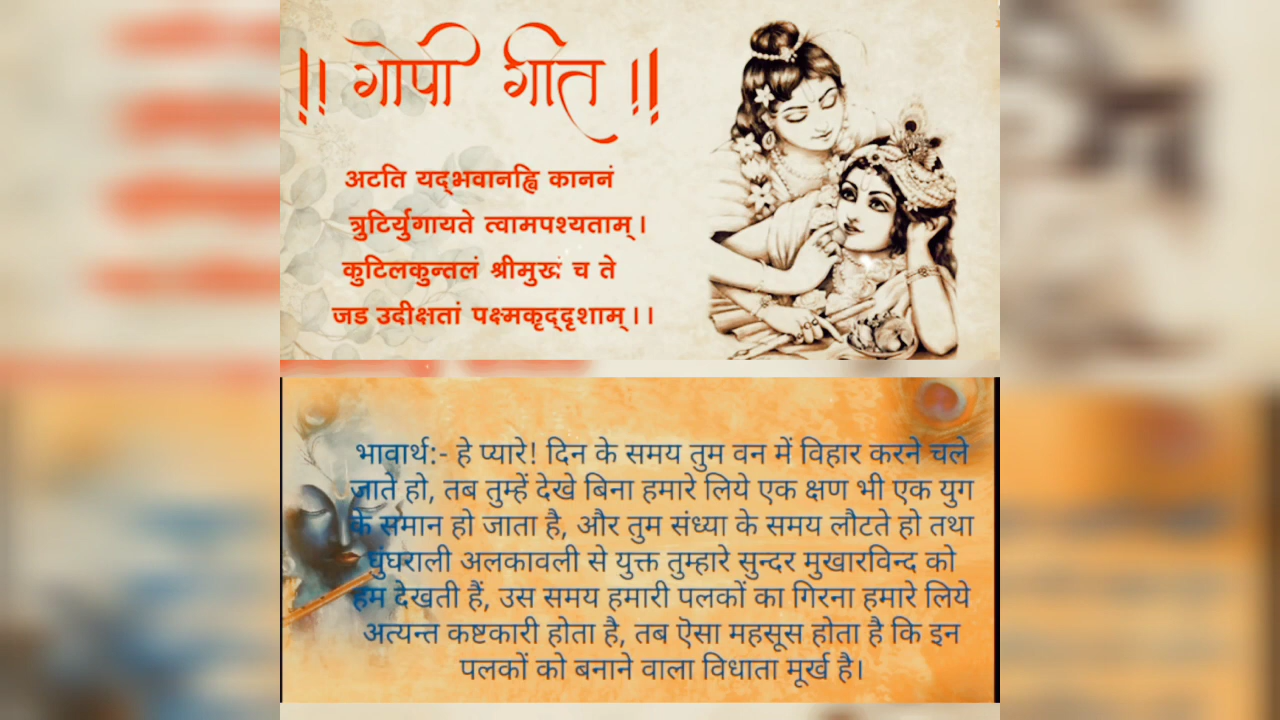 ।। गोपी गीत ।।
अटति यद्भवानह्नि काननं
त्रुटिर्युगायते त्वामपश्यताम्।
कुटिलकुन्तलं श्रीमुखं च ते
जड उदीक्षतां पक्ष्मकृद्दृशाम्।।
भावार्थ:- हे प्यारे! दिन के समय तुम वन में विहार करने चले
जाते हो, तब तुम्हें देखे बिना हमारे लिये एक क्षण भी एक युग
के समान हो जाता है, और तुम संध्या के समय लौटते हो तथा
घुंघराली अलकावली से युक्त तुम्हारे सुन्दर मुखारविन्द को
हम देखती हैं, उस समय हमारी पलकों का गिरना हमारे लिये
अत्यन्त कष्टकारी होता है, तब ऎसा महसूस होता है कि इन
पलकों को बनाने वाला विधाता मूर्ख है।